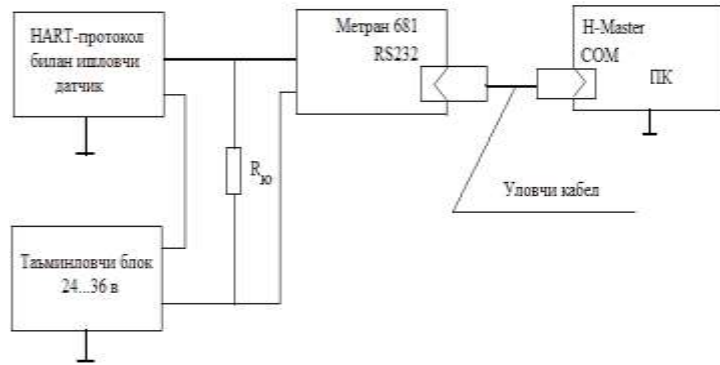 HART-протокол
билан ишловчи
датчик
Метран 681
RS232
H-Master
COM
ПК
Rю
Уловчи кабел
Таъминловчи блок
24...36 в